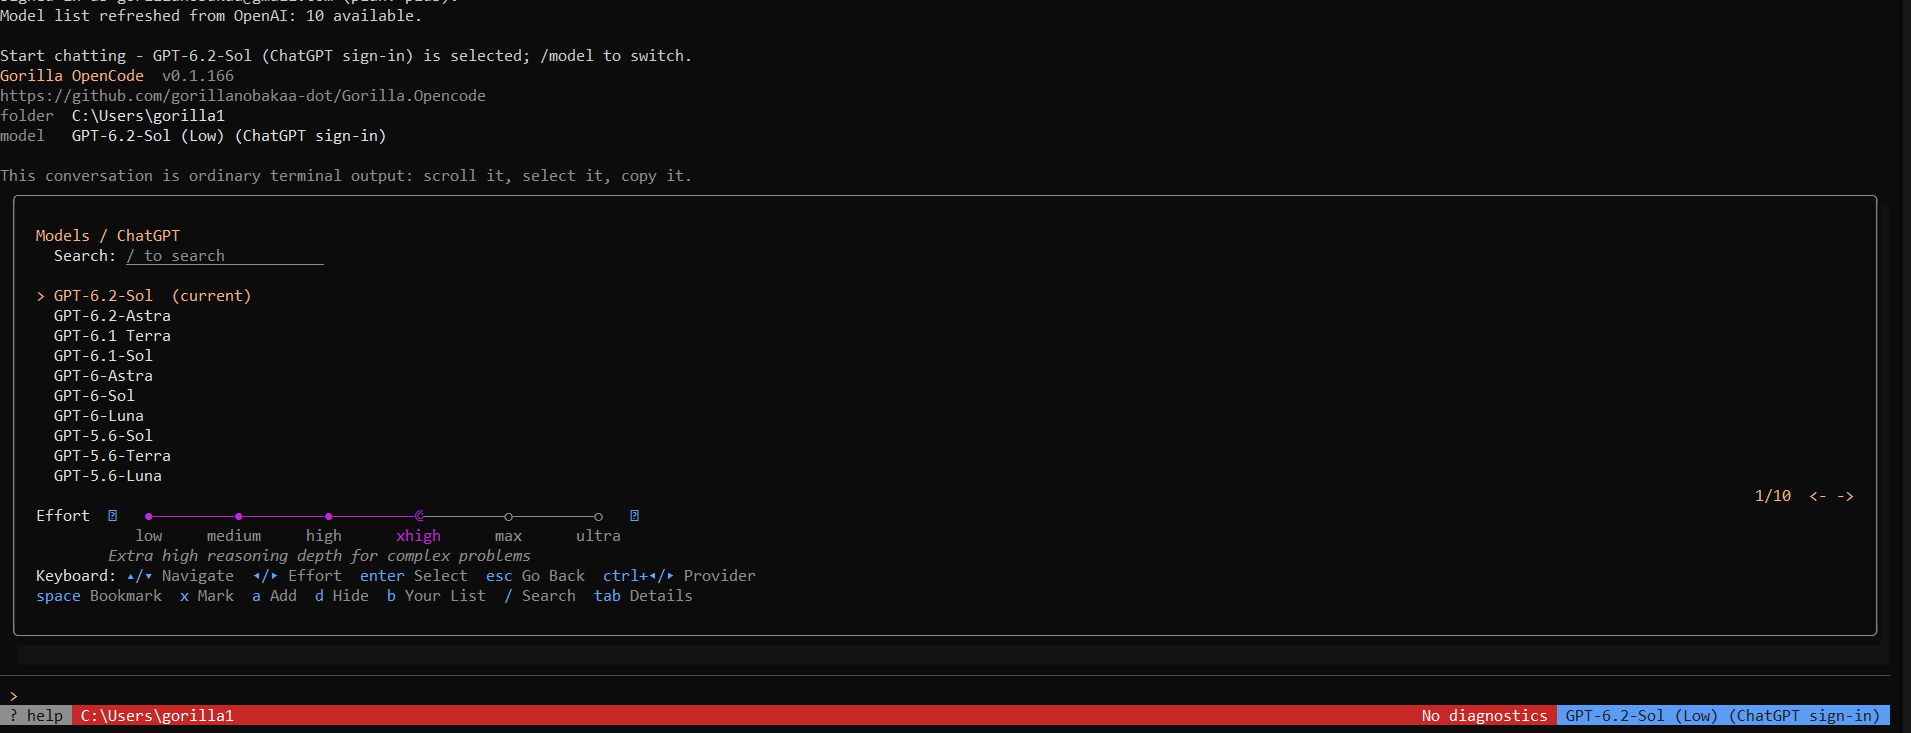 Model list refreshed from OpenAI: 10 available.
Start chatting - GPT-6.2-Sol (ChatGPT sign-in) is selected; /model to switch.
Gorilla OpenCode v0.1.166
https://github.com/gorillanobakaa-dot/Gorilla.Opencode
folder C:\Users\gorilla1
model GPT-6.2-Sol (Low) (ChatGPT sign-in)
This conversation is ordinary terminal output: scroll it, select it, copy it.
Models / ChatGPT
Search: / to search
> GPT-6.2-Sol (current)
GPT-6.2-Astra
GPT-6.1 Terra
GPT-6.1-Sol
GPT-6-Astra
GPT-6-Sol
GPT-6-Luna
GPT-5.6-Sol
GPT-5.6-Terra
GPT-5.6-Luna
1/10 <- ->
Effort
low medium high xhigh max ultra
Extra high reasoning depth for complex problems
Keyboard: ▴/▾ Navigate ◂/▸ Effort enter Select esc Go Back ctrl+◂/▸ Provider
space Bookmark x Mark a Add d Hide b Your List / Search tab Details
>
? help C:\Users\gorilla1 No diagnostics GPT-6.2-Sol (Low) (ChatGPT sign-in)